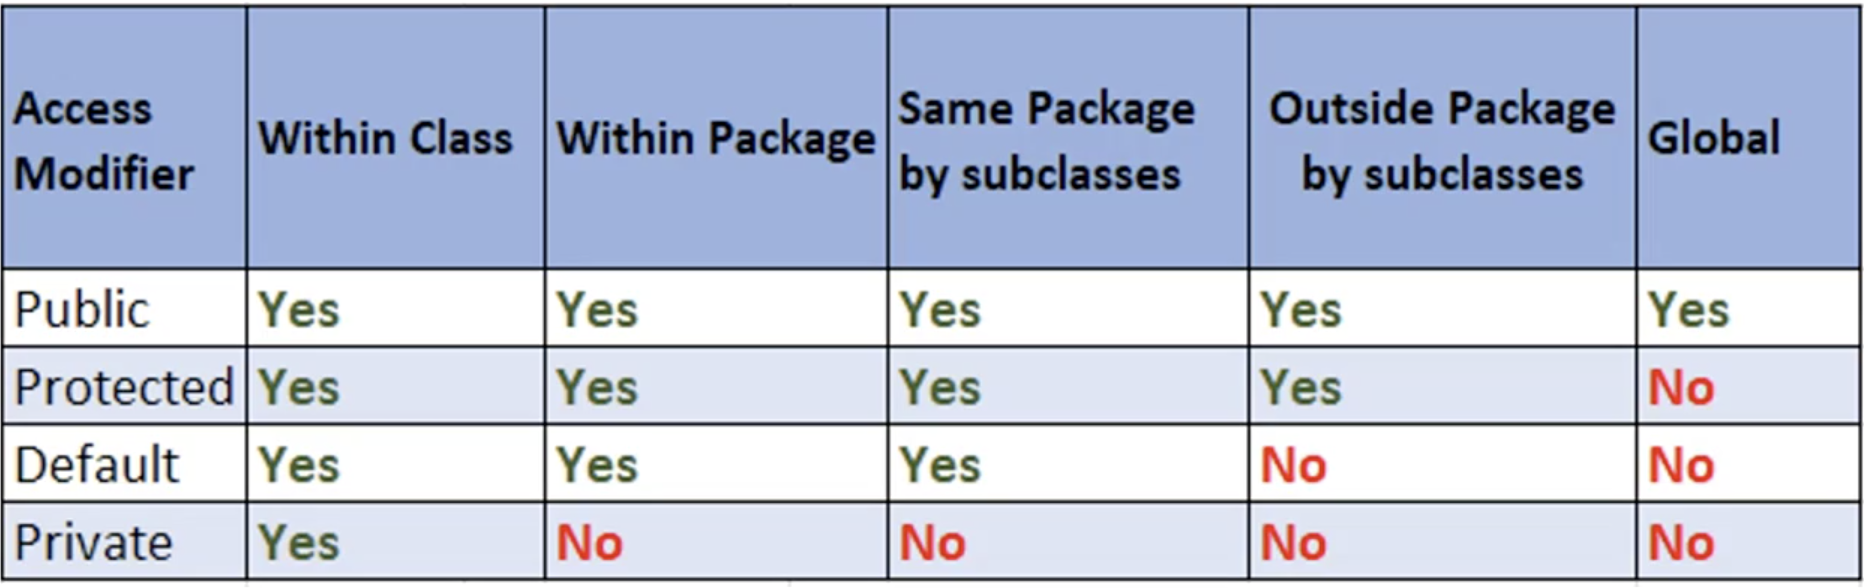 Access Modifier Within Class Within Package Same Package by subclasses Outside Package by subclasses Global
Public Yes Yes Yes Yes Yes
Protected Yes Yes Yes Yes No
Default Yes Yes Yes No No
Private Yes No No No No